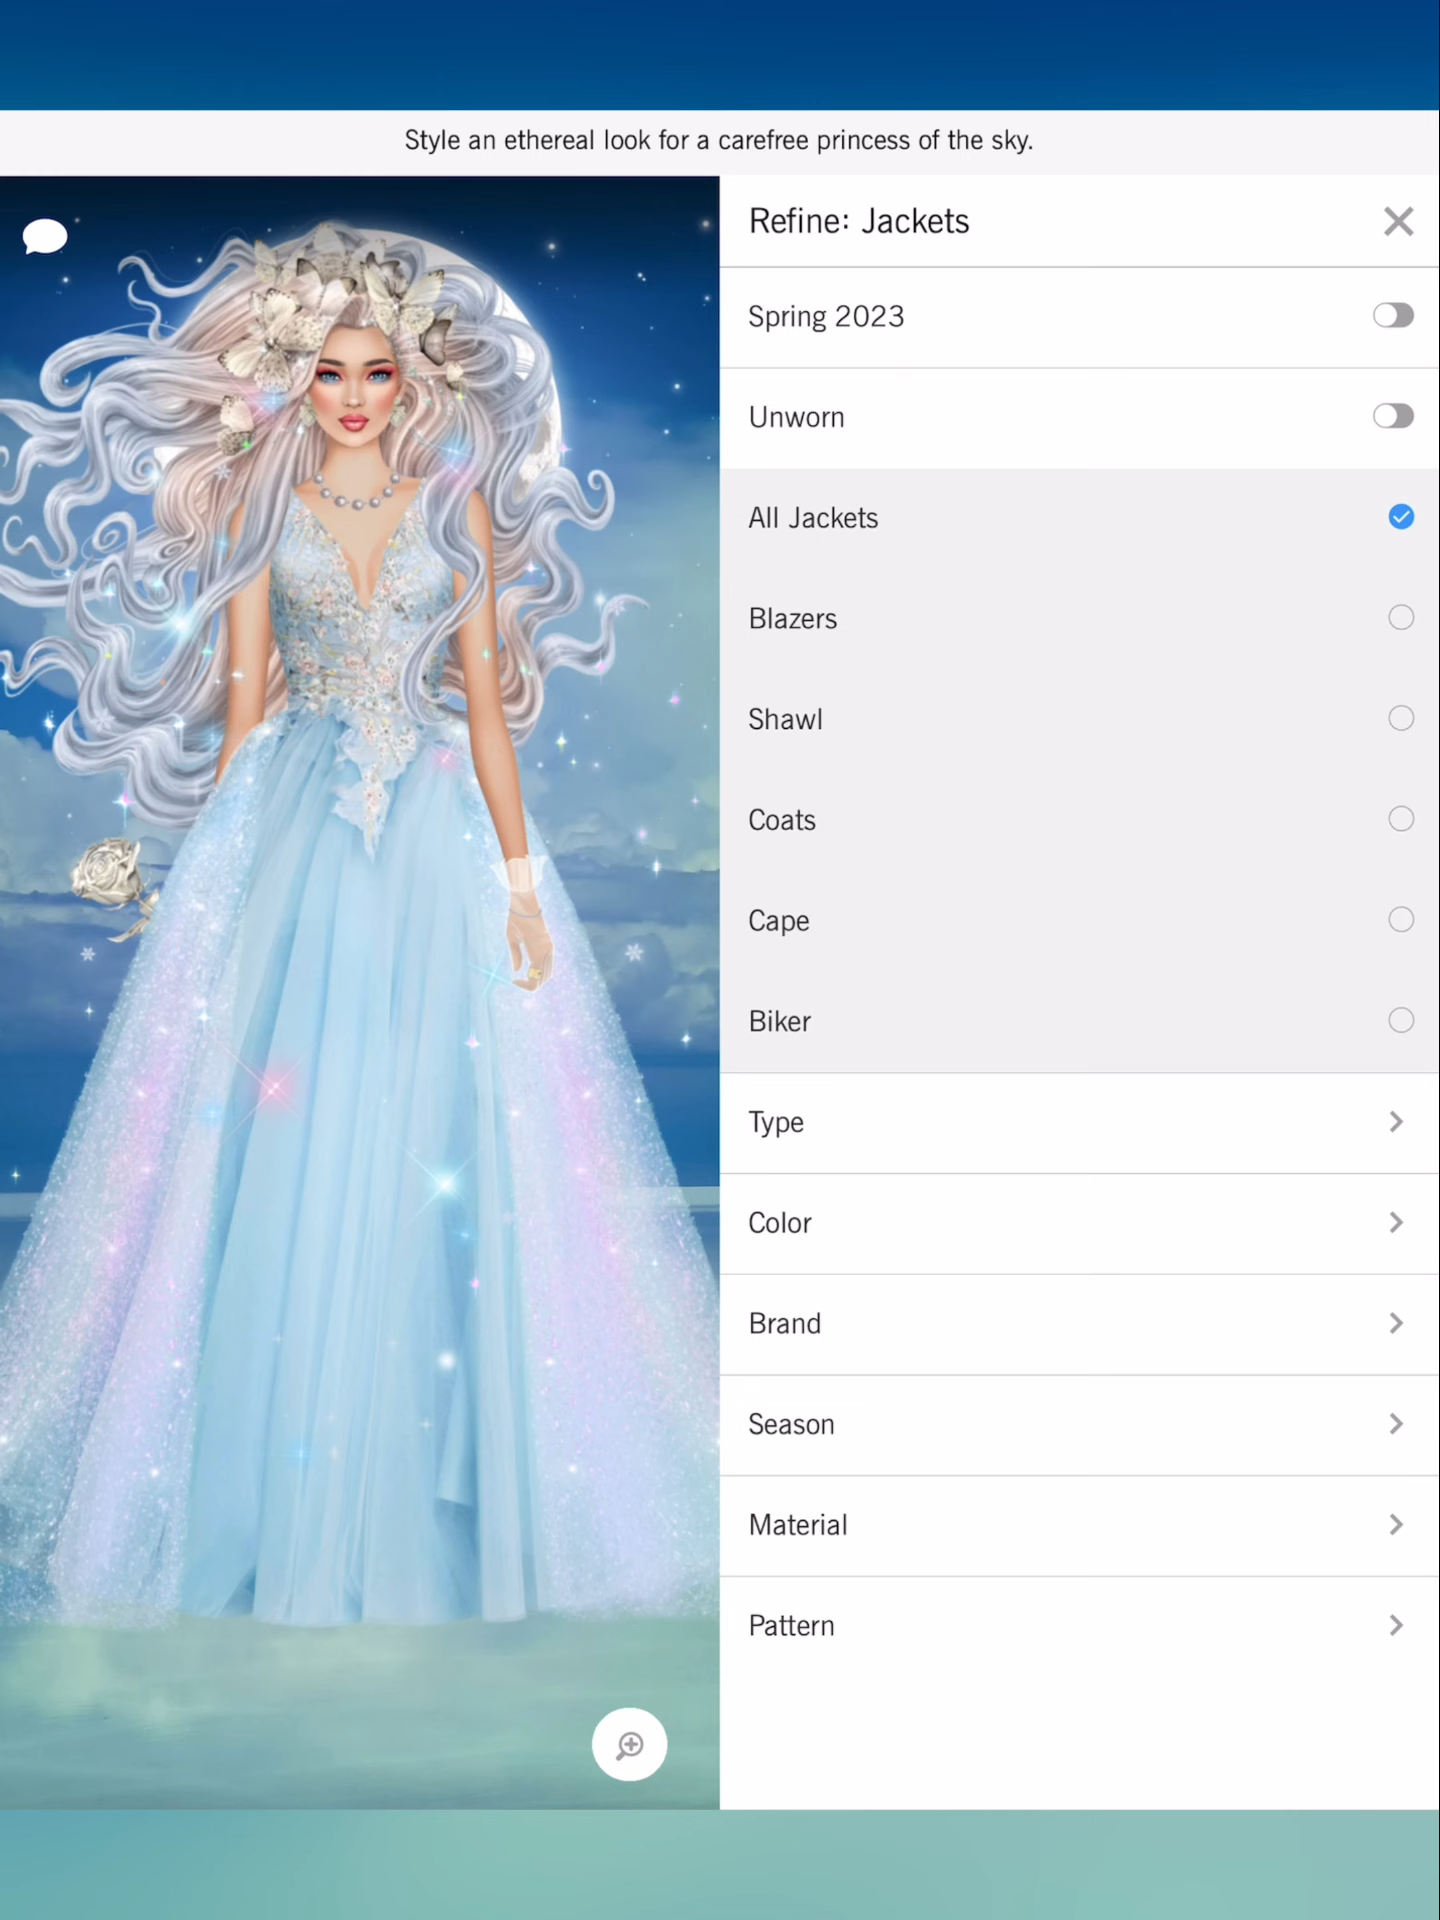 Style an ethereal look for a carefree princess of the sky.
Refine: Jackets
Spring 2023
Unworn
All Jackets
Blazers
Shawl
Coats
Cape
Biker
Type
Color
Brand
Season
Material
Pattern